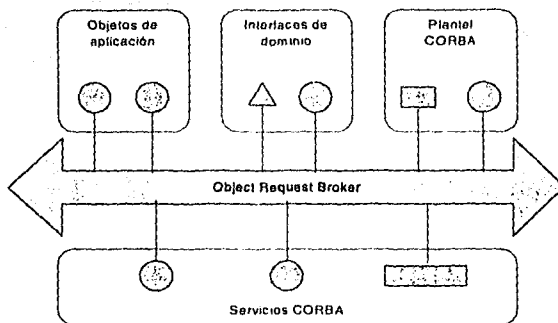 Objetos de
aplicación
Interfaces de
dominio
Plantel
CORBA
Object Request Broker
Servicios CORBA